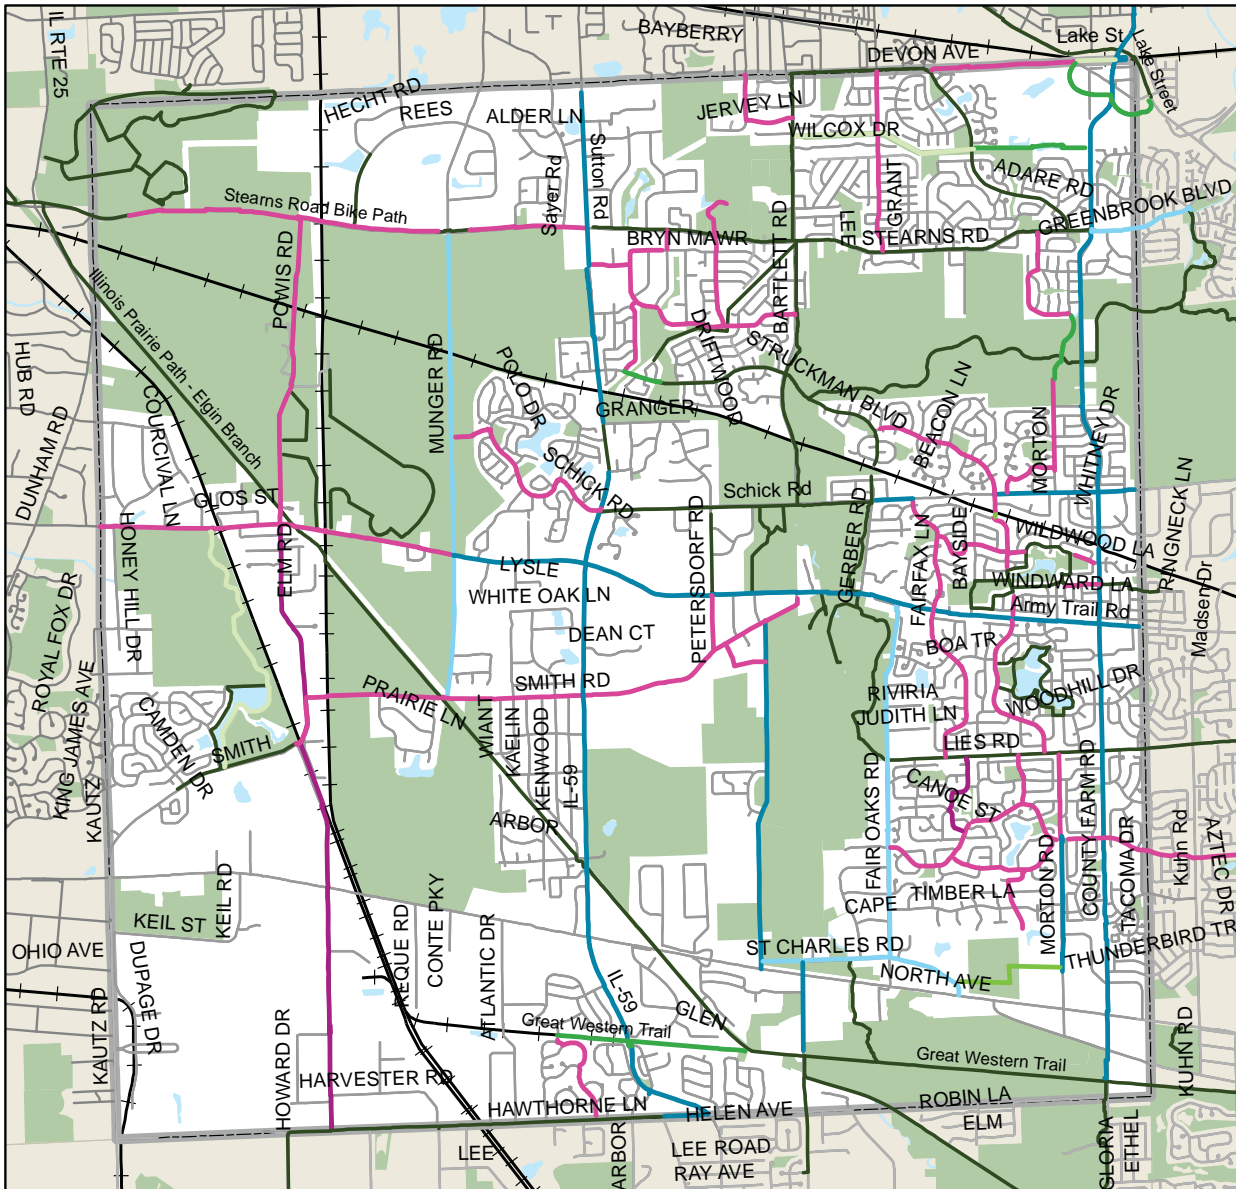 IL RTE 25
BAYBERRY
DEVON AVE
Lake St
Lake Street
HECHT RD
REES
ALDER LN
JERVEY LN
WILCOX DR
Sutton Rd
Sayer Rd
GRANT
ADARE RD
GREENBROOK BLVD
Stearns Road Bike Path
BRYN MAWR
BARTLETT RD
LEE
STEARNS RD
POWIS RD
Illinois Prairie Path - Elgin Branch
HUB RD
DUNHAM RD
COURCIVAL LN
MUNGER RD
POLO DR
DRIFTWOOD
STRUCKMAN BLVD
BEACON LN
GRANGER
MORTON
WHITNEY DR
SCHICK RD
Schick Rd
GLOS ST
HONEY HILL DR
ELM RD
LYSLE
PETERSDORF RD
GERBER RD
FAIRFAX LN
BAYSIDE
WILDWOOD LA
RINGNECK LN
WINDWARD LA
Army Trail Rd
Madsen Dr
WHITE OAK LN
DEAN CT
BOA TR
ROYAL FOX DR
KING JAMES AVE
KAUTZ
CAMDEN DR
SMITH
PRAIRIE LN
SMITH RD
WIANT
KAELIN
KENWOOD
IL-59
RIVIRIA
JUDITH LN
WOODHILL DR
LIES RD
ARBOR
FAIR OAKS RD
CANOE ST
COUNTY FARM RD
TACOMA DR
Kuhn Rd
AZTEC DR
KEIL ST
KEIL RD
TIMBER LA
CAPE
MORTON RD
THUNDERBIRD TR
OHIO AVE
DUPAGE DR
KAUTZ RD
PEQUE RD
CONTE PKY
ATLANTIC DR
ST CHARLES RD
NORTH AVE
IL-59
GLEN
Great Western Trail
Great Western Trail
HOWARD DR
HARVESTER RD
HAWTHORNE LN
HELEN AVE
ROBIN LA
ELM
KUHN RD
LEE
ARBOR
LEE ROAD
RAY AVE
GLORIA
ETHEL